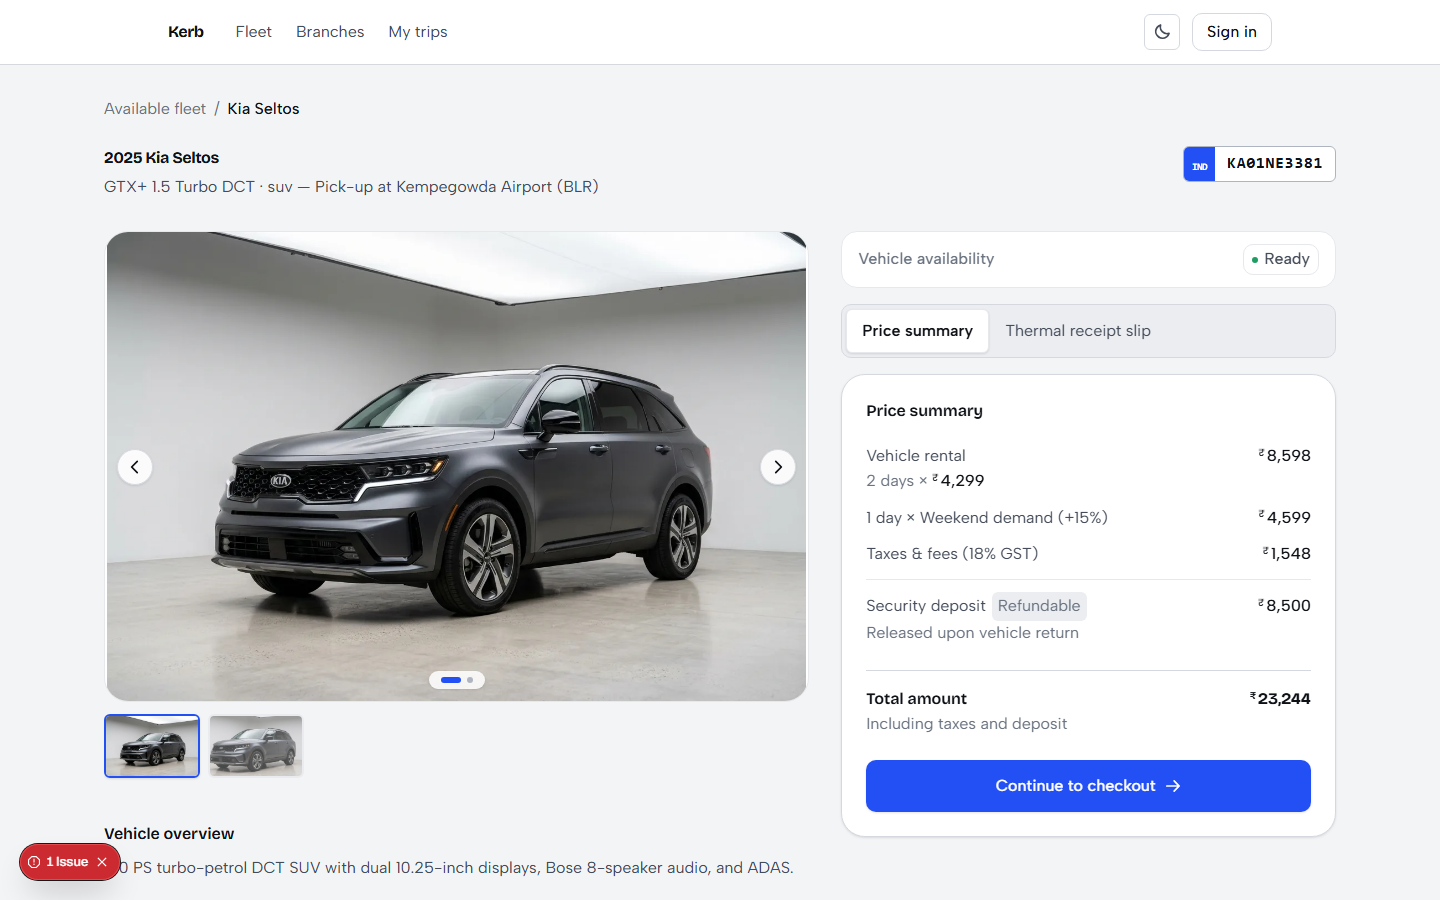 Kerb
Fleet
Branches
My trips
Sign in
Available fleet / Kia Seltos
2025 Kia Seltos
GTX+ 1.5 Turbo DCT · suv — Pick-up at Kempegowda Airport (BLR)
IND KA01NE3381
KIA
Vehicle availability
Ready
Price summary
Thermal receipt slip
Price summary
Vehicle rental ₹8,598
2 days × ₹4,299
1 day × Weekend demand (+15%) ₹4,599
Taxes & fees (18% GST) ₹1,548
Security deposit Refundable ₹8,500
Released upon vehicle return
Total amount ₹23,244
Including taxes and deposit
Continue to checkout →
Vehicle overview
0 PS turbo-petrol DCT SUV with dual 10.25-inch displays, Bose 8-speaker audio, and ADAS.
1 Issue